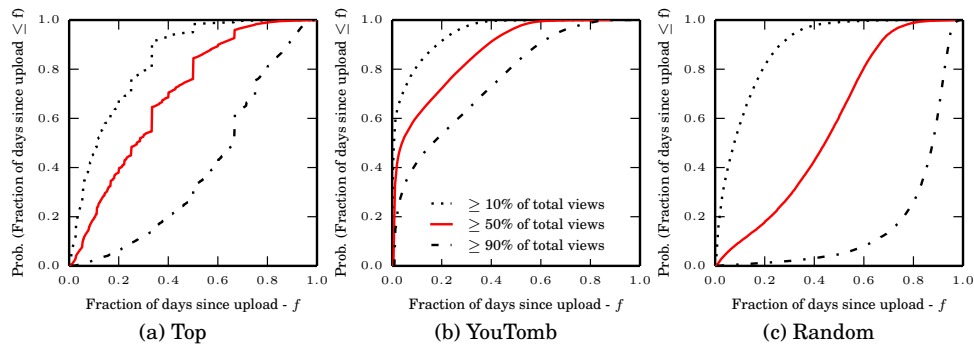 Prob. (Fraction of days since upload ≤ f)
1.0
0.8
0.6
0.4
0.2
0.0
0.0 0.2 0.4 0.6 0.8 1.0
Fraction of days since upload - f
(a) Top
Prob. (Fraction of days since upload ≤ f)
1.0
0.8
0.6
0.4
0.2
0.0
≥ 10% of total views
≥ 50% of total views
≥ 90% of total views
0.0 0.2 0.4 0.6 0.8 1.0
Fraction of days since upload - f
(b) YouTomb
Prob. (Fraction of days since upload ≤ f)
1.0
0.8
0.6
0.4
0.2
0.0
0.0 0.2 0.4 0.6 0.8 1.0
Fraction of days since upload - f
(c) Random